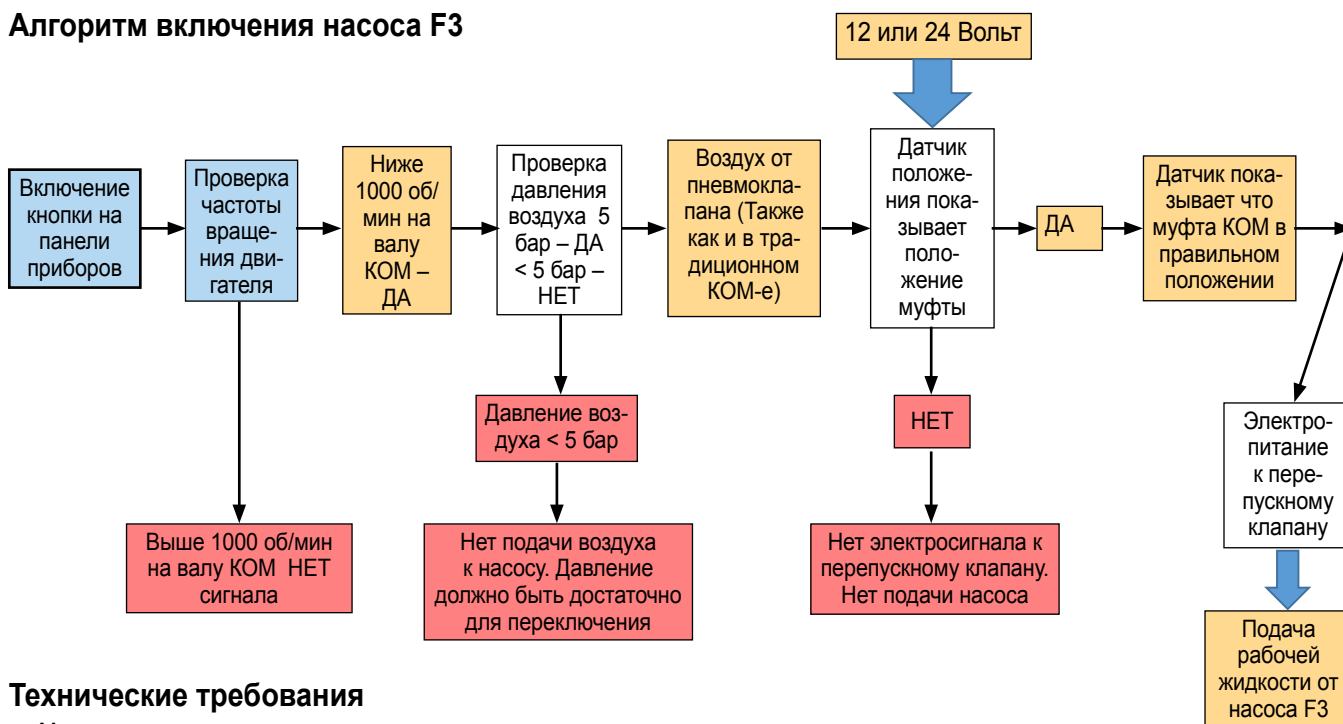 Алгоритм включения насоса F3
12 или 24 Вольт
Включение
кнопки на
панели
приборов
Проверка
частоты
враще-
ния дви-
гателя
Ниже
1000 об/
мин на
валу
КОМ –
ДА
Проверка
давления
воздуха 5
бар – ДА
< 5 бар –
НЕТ
Воздух от
пневмокла-
пана (Также
как и в тра-
диционном
КОМ-е)
Датчик
положе-
ния пока-
зывает
поло-
жение
муфты
ДА
Датчик пока-
зывает что
муфта КОМ в
правильном
положении
Давление воз-
духа < 5 бар
НЕТ
Электро-
питание
к пере-
пускному
клапану
Выше 1000 об/мин
на валу КОМ НЕТ
сигнала
Нет подачи воздуха
к насосу. Давление
должно быть достаточно
для переключения
Нет электросигнала к
перепускному клапану.
Нет подачи насоса
Подача
рабочей
жидкости от
насоса F3
Технические требования